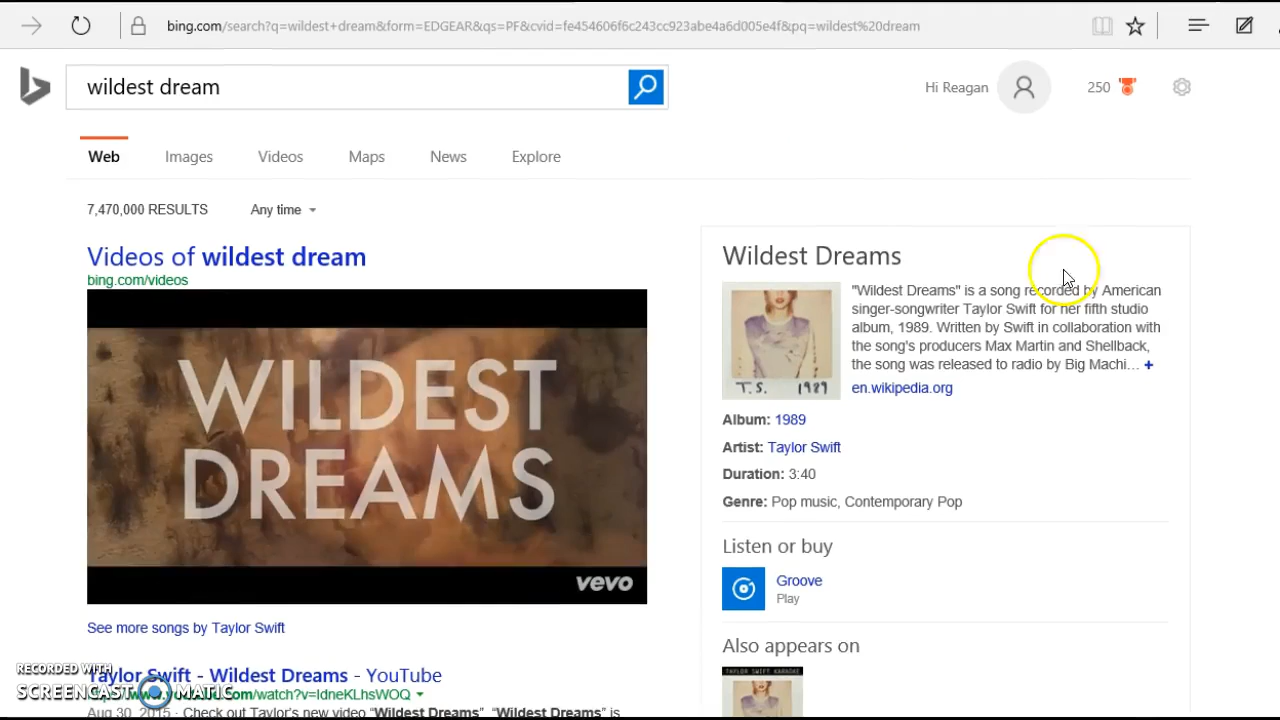 bing.com/search?q=wildest+dream&form=EDGEAR&qs=PF&cvid=fe454606f6c243cc923abe4a6d005e4f&pq=wildest%20dream
wildest dream
Hi Reagan
250
Web
Images
Videos
Maps
News
Explore
7,470,000 RESULTS
Any time
Videos of wildest dream
bing.com/videos
WILDEST
DREAMS
vevo
See more songs by Taylor Swift
Taylor Swift - Wildest Dreams - YouTube
.com/watch?v=IdneKLhsWOQ
Aug 30, 2015 · Check out Taylor's new video "Wildest Dreams" "Wildest Dreams" is
RECORDED WITH
SCREENCAST MATIC
Wildest Dreams
"Wildest Dreams" is a song recorded by American
singer-songwriter Taylor Swift for her fifth studio
album, 1989. Written by Swift in collaboration with
the song's producers Max Martin and Shellback,
the song was released to radio by Big Machi... +
en.wikipedia.org
T. S. 1989
Album: 1989
Artist: Taylor Swift
Duration: 3:40
Genre: Pop music, Contemporary Pop
Listen or buy
Groove
Play
Also appears on
TAYLOR SWIFT KARAOKE